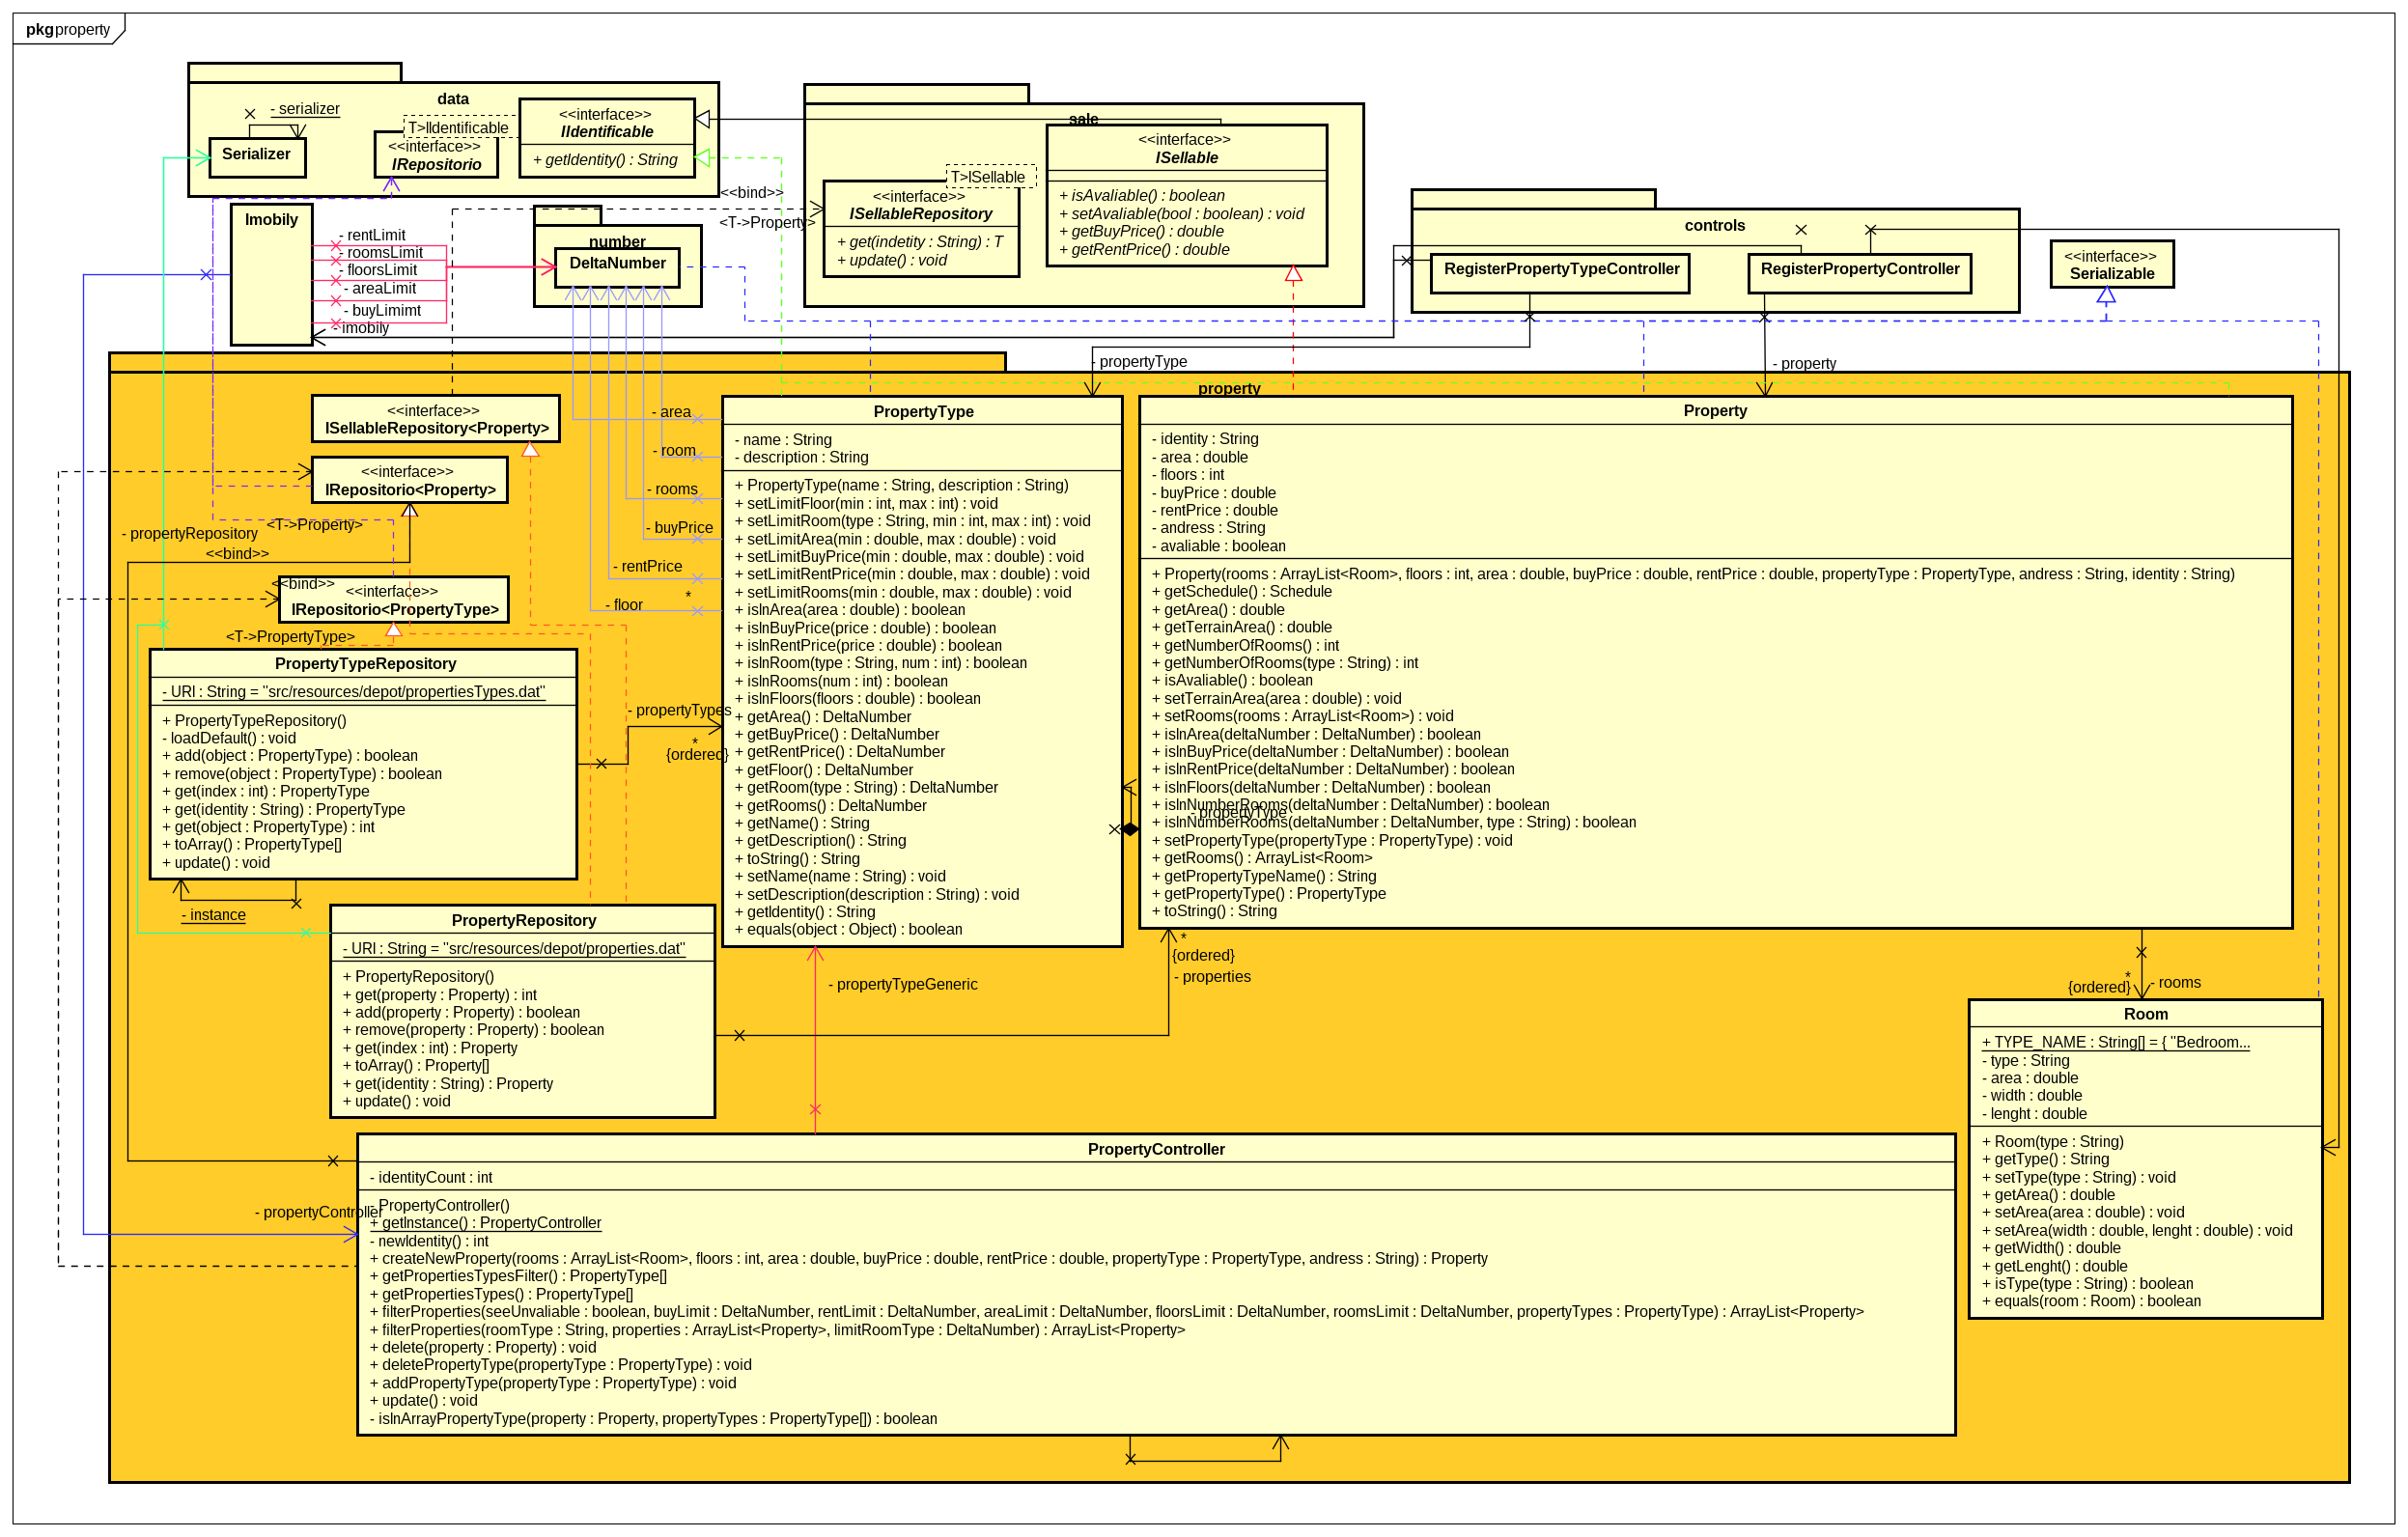 pkg property
data
- serializer
Serializer
T>IIdentificable
<<interface>>
IRepositorio
<<interface>>
IIdentificable
+ getIdentity() : String
sale
<<interface>>
ISellable
+ isAvaliable() : boolean
+ setAvaliable(bool : boolean) : void
+ getBuyPrice() : double
+ getRentPrice() : double
T>ISellable
<<interface>>
ISellableRepository
+ get(indetity : String) : T
+ update() : void
<<bind>>
<T->Property>
Imobily
- rentLimit
- roomsLimit
- floorsLimit
- areaLimit
- buyLimimt
- imobily
number
DeltaNumber
controls
RegisterPropertyTypeController
RegisterPropertyController
<<interface>>
Serializable
- propertyType
- property
property
<<interface>>
ISellableRepository<Property>
<<interface>>
IRepositorio<Property>
<T->Property>
- propertyRepository
<<bind>>
<<bind>>
<<interface>>
IRepositorio<PropertyType>
<T->PropertyType>
- area
- room
- rooms
- buyPrice
- rentPrice
*
- floor
PropertyTypeRepository
- URI : String = "src/resources/depot/propertiesTypes.dat"
+ PropertyTypeRepository()
- loadDefault() : void
+ add(object : PropertyType) : boolean
+ remove(object : PropertyType) : boolean
+ get(index : int) : PropertyType
+ get(identity : String) : PropertyType
+ get(object : PropertyType) : int
+ toArray() : PropertyType[]
+ update() : void
- instance
- propertyTypes
*
{ordered}
PropertyType
- name : String
- description : String
+ PropertyType(name : String, description : String)
+ setLimitFloor(min : int, max : int) : void
+ setLimitRoom(type : String, min : int, max : int) : void
+ setLimitArea(min : double, max : double) : void
+ setLimitBuyPrice(min : double, max : double) : void
+ setLimitRentPrice(min : double, max : double) : void
+ setLimitRooms(min : double, max : double) : void
+ isInArea(area : double) : boolean
+ isInBuyPrice(price : double) : boolean
+ isInRentPrice(price : double) : boolean
+ isInRoom(type : String, num : int) : boolean
+ isInRooms(num : int) : boolean
+ isInFloors(floors : double) : boolean
+ getArea() : DeltaNumber
+ getBuyPrice() : DeltaNumber
+ getRentPrice() : DeltaNumber
+ getFloor() : DeltaNumber
+ getRoom(type : String) : DeltaNumber
+ getRooms() : DeltaNumber
+ getName() : String
+ getDescription() : String
+ toString() : String
+ setName(name : String) : void
+ setDescription(description : String) : void
+ getIdentity() : String
+ equals(object : Object) : boolean
Property
- identity : String
- area : double
- floors : int
- buyPrice : double
- rentPrice : double
- andress : String
- avaliable : boolean
+ Property(rooms : ArrayList<Room>, floors : int, area : double, buyPrice : double, rentPrice : double, propertyType : PropertyType, andress : String, identity : String)
+ getSchedule() : Schedule
+ getArea() : double
+ getTerrainArea() : double
+ getNumberOfRooms() : int
+ getNumberOfRooms(type : String) : int
+ isAvaliable() : boolean
+ setTerrainArea(area : double) : void
+ setRooms(rooms : ArrayList<Room>) : void
+ isInArea(deltaNumber : DeltaNumber) : boolean
+ isInBuyPrice(deltaNumber : DeltaNumber) : boolean
+ isInRentPrice(deltaNumber : DeltaNumber) : boolean
+ isInFloors(deltaNumber : DeltaNumber) : boolean
+ isInNumberRooms(deltaNumber : DeltaNumber) : boolean
- propertyType
+ isInNumberRooms(deltaNumber : DeltaNumber, type : String) : boolean
+ setPropertyType(propertyType : PropertyType) : void
+ getRooms() : ArrayList<Room>
+ getPropertyTypeName() : String
+ getPropertyType() : PropertyType
+ toString() : String
PropertyRepository
- URI : String = "src/resources/depot/properties.dat"
+ PropertyRepository()
+ get(property : Property) : int
+ add(property : Property) : boolean
+ remove(property : Property) : boolean
+ get(index : int) : Property
+ toArray() : Property[]
+ get(identity : String) : Property
+ update() : void
- propertyTypeGeneric
*
{ordered}
- properties
*
{ordered}
- rooms
Room
+ TYPE_NAME : String[] = { "Bedroom...
- type : String
- area : double
- width : double
- lenght : double
+ Room(type : String)
+ getType() : String
+ setType(type : String) : void
+ getArea() : double
+ setArea(area : double) : void
+ setArea(width : double, lenght : double) : void
+ getWidth() : double
+ getLenght() : double
+ isType(type : String) : boolean
+ equals(room : Room) : boolean
- propertyController
PropertyController
- identityCount : int
- PropertyController()
+ getInstance() : PropertyController
- newIdentity() : int
+ createNewProperty(rooms : ArrayList<Room>, floors : int, area : double, buyPrice : double, rentPrice : double, propertyType : PropertyType, andress : String) : Property
+ getPropertiesTypesFilter() : PropertyType[]
+ getPropertiesTypes() : PropertyType[]
+ filterProperties(seeUnvaliable : boolean, buyLimit : DeltaNumber, rentLimit : DeltaNumber, areaLimit : DeltaNumber, floorsLimit : DeltaNumber, roomsLimit : DeltaNumber, propertyTypes : PropertyType) : ArrayList<Property>
+ filterProperties(roomType : String, properties : ArrayList<Property>, limitRoomType : DeltaNumber) : ArrayList<Property>
+ delete(property : Property) : void
+ deletePropertyType(propertyType : PropertyType) : void
+ addPropertyType(propertyType : PropertyType) : void
+ update() : void
- isInArrayPropertyType(property : Property, propertyTypes : PropertyType[]) : boolean